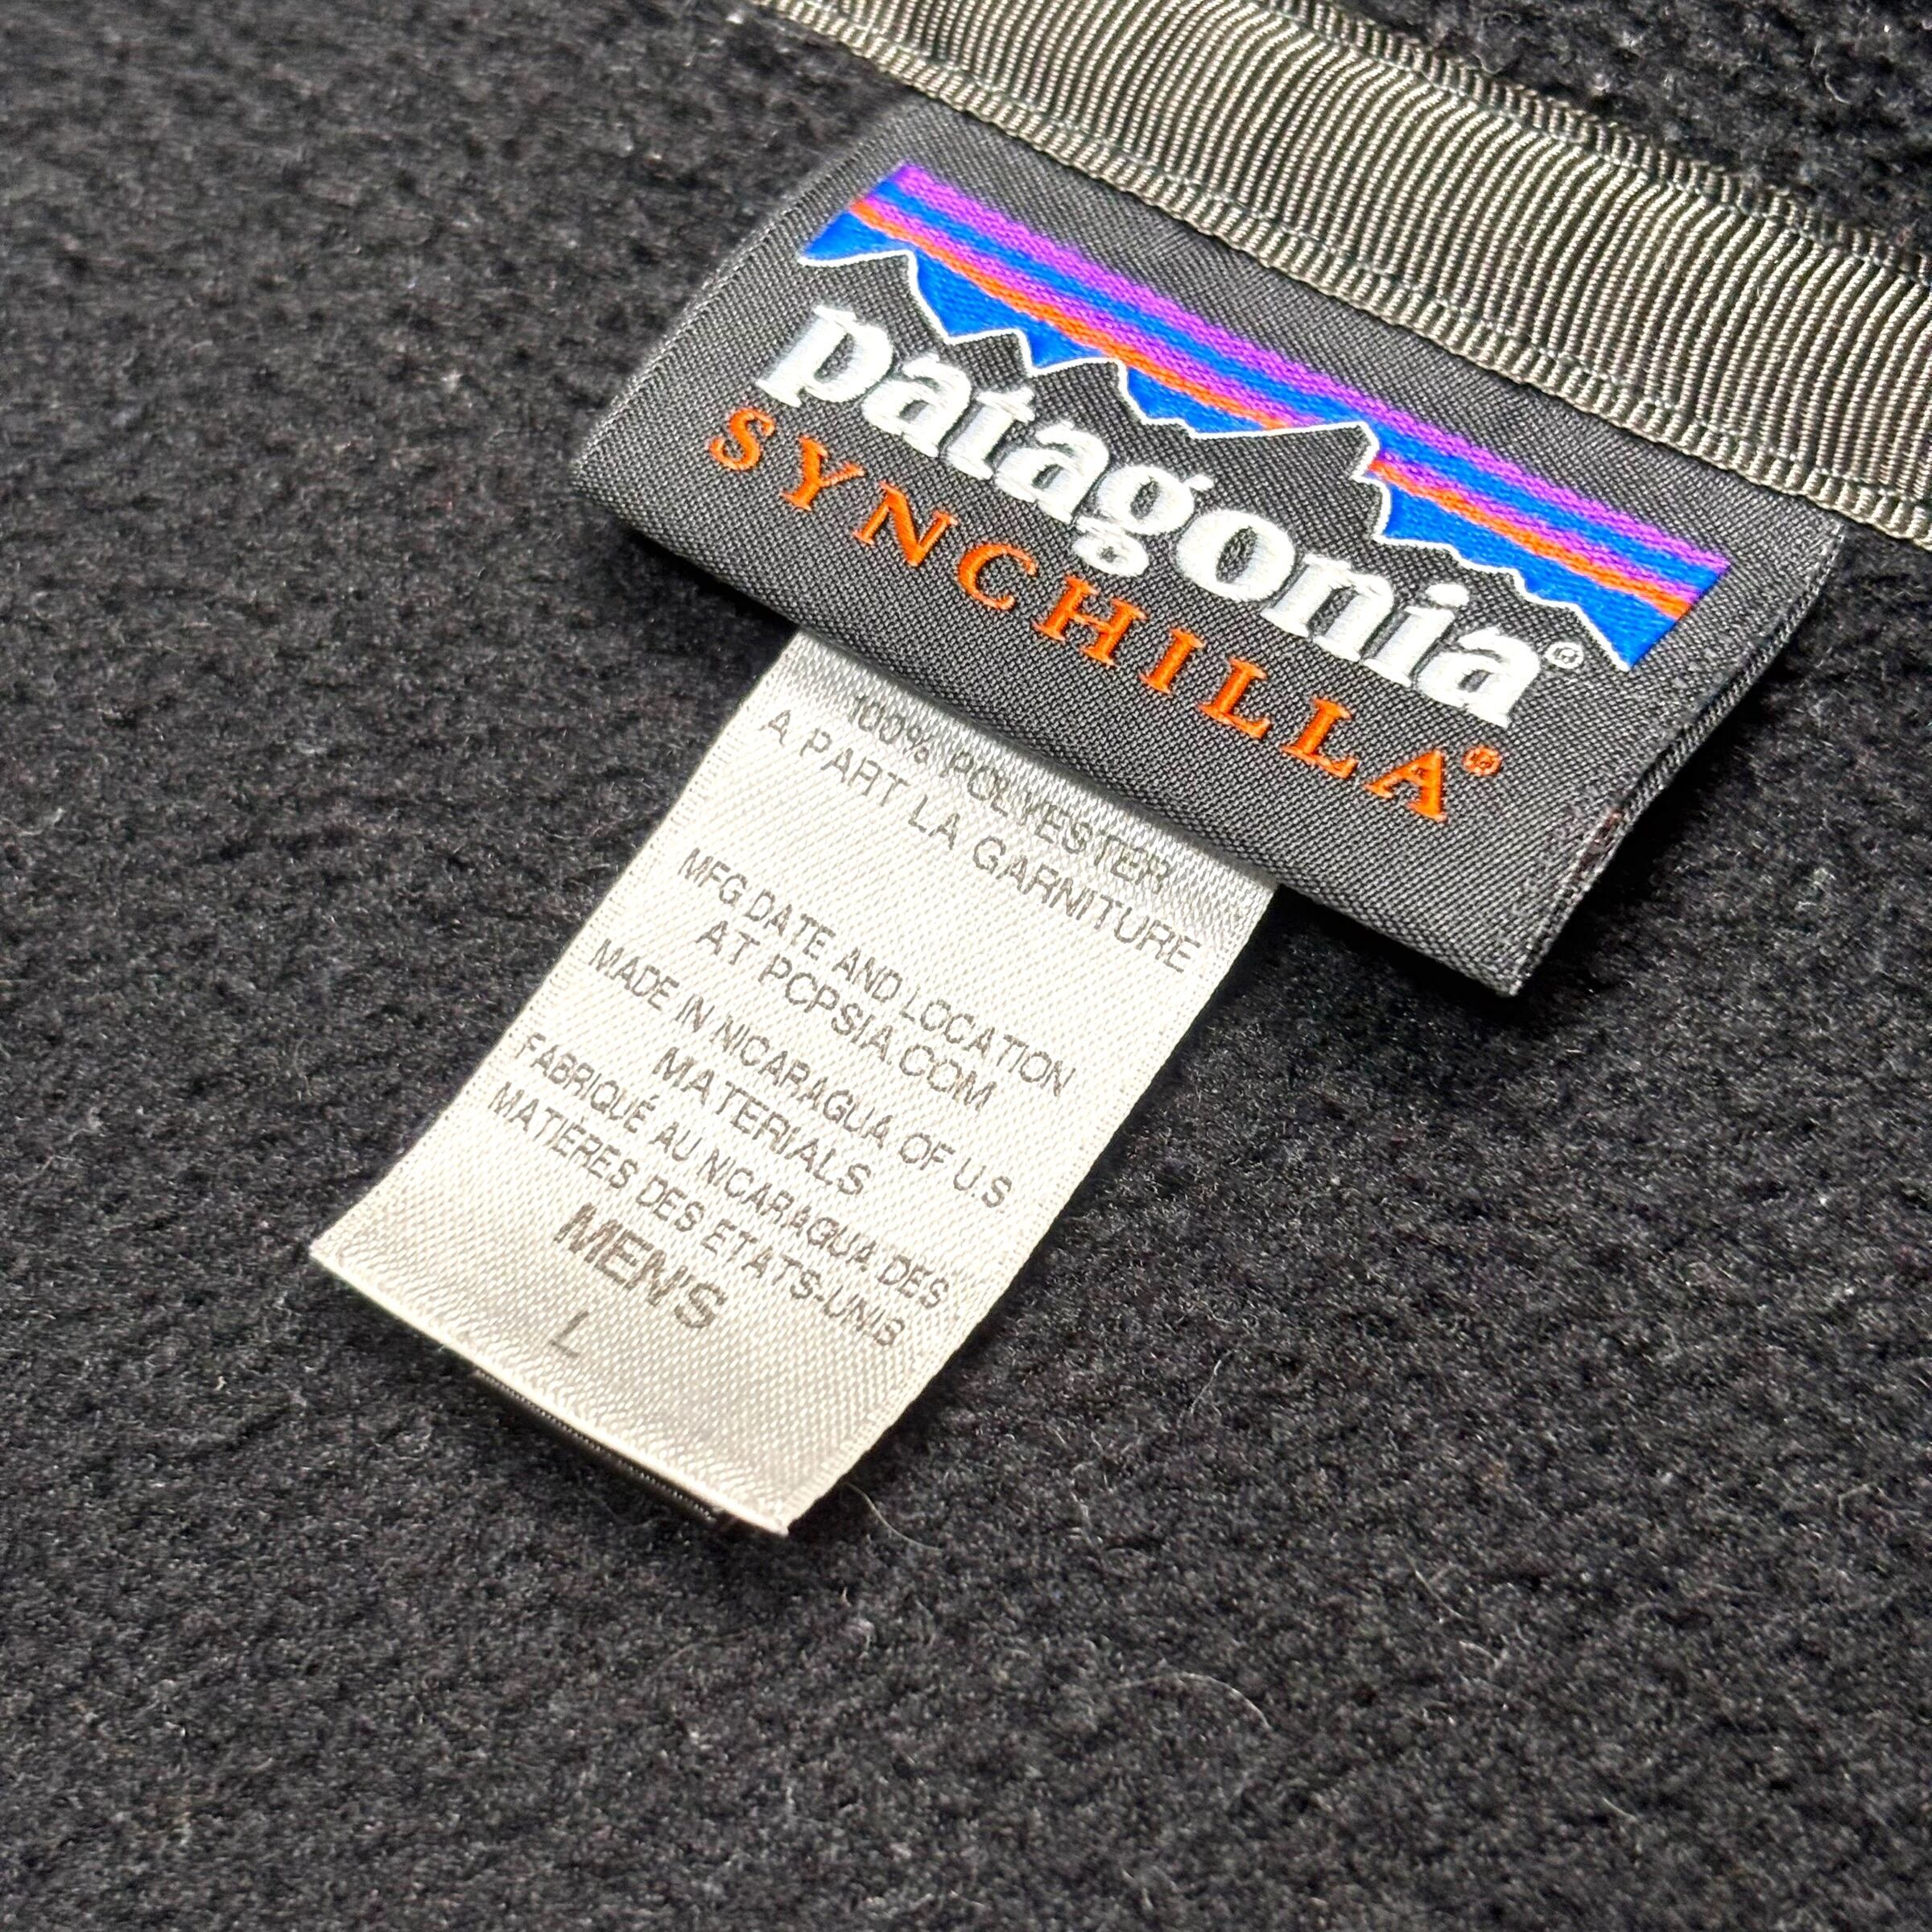 patagonia®
SYNCHILLA®
100% POLYESTER
A PART LA GARNITURE
MFG DATE AND LOCATION
AT PCPSIA.COM
MADE IN NICARAGUA OF U.S
MATERIALS
FABRIQUÉ AU NICARAGUA DES
MATIÈRES DES ETATS-UNIS
MEN'S
L